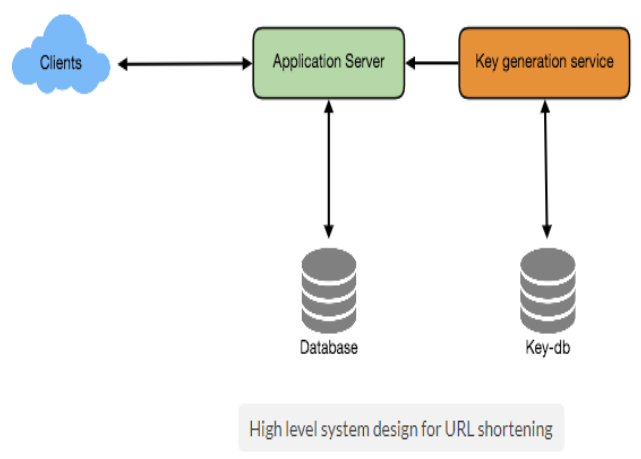 Clients
Application Server
Key generation service
Database
Key-db
High level system design for URL shortening